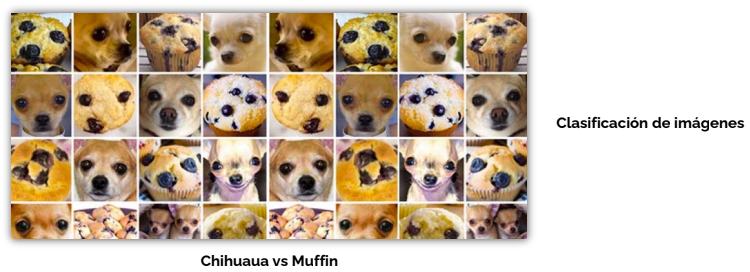 Clasificación de imágenes
Chihuaua vs Muffin